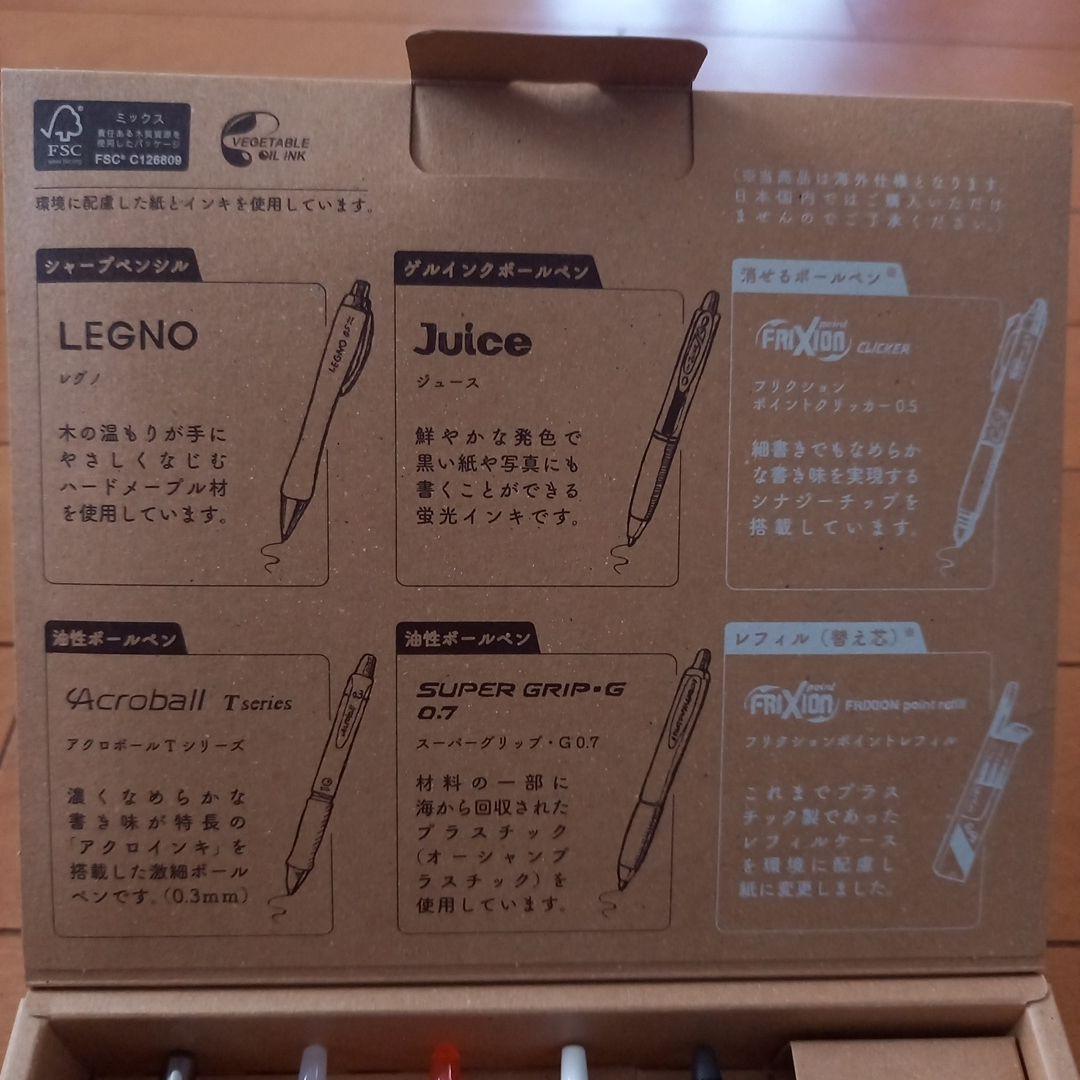 FSC
ミックス
責任ある木質資源を
使用したパッケージ
FSC® C126809
VEGETABLE
OIL INK
環境に配慮した紙とインキを使用しています。
(※当商品は海外仕様となります。
日本国内ではご購入いただけ
ませんのでご了承ください。)
シャープペンシル
LEGNO
レグノ
木の温もりが手に
やさしくなじむ
ハードメープル材
を使用しています。
LEGNO 0.5
ゲルインクボールペン
Juice
ジュース
鮮やかな発色で
黒い紙や写真にも
書くことができる
蛍光インキです。
消せるボールペン※
FRIXION point CLICKER
フリクション
ポイントクリッカー0.5
細書きでもなめらか
な書き味を実現する
シナジーチップを
搭載しています。
油性ボールペン
Acroball T series
アクロボールTシリーズ
濃くなめらかな
書き味が特長の
「アクロインキ」を
搭載した激細ボール
ペンです。(0.3mm)
0.3
油性ボールペン
SUPER GRIP・G
0.7
スーパーグリップ・G 0.7
材料の一部に
海から回収された
プラスチック
(オーシャンプ
ラスチック)を
使用しています。
レフィル(替え芯)※
FRIXION point FRIXION point refill
フリクションポイントレフィル
これまでプラス
チック製であった
レフィルケース
を環境に配慮し
紙に変更しました。